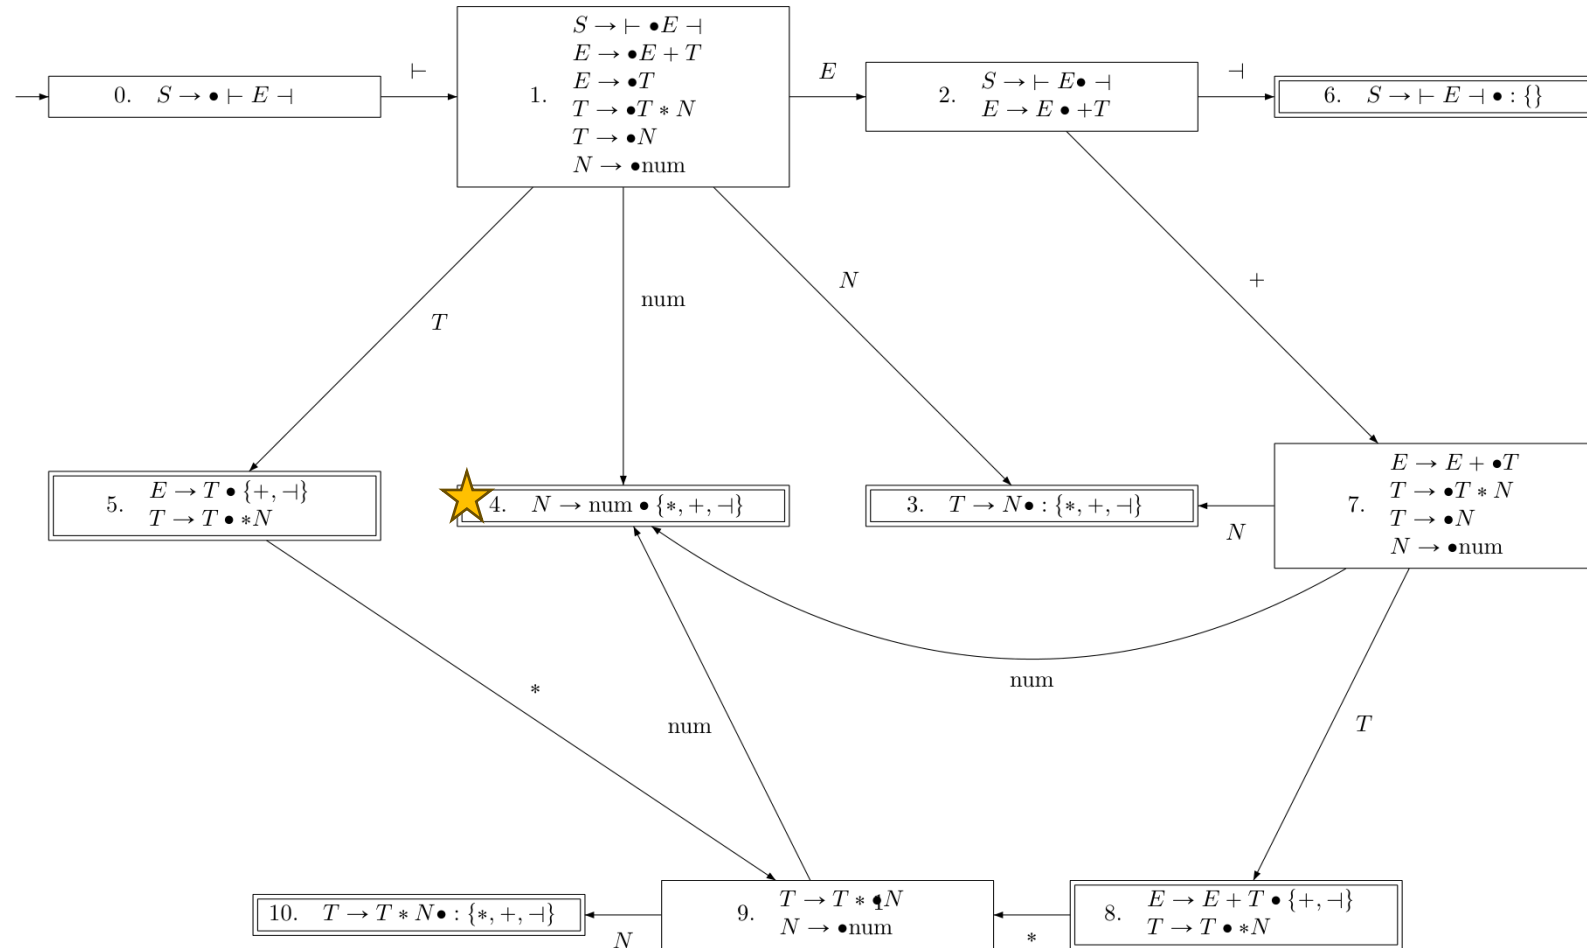 0. S → • ⊢ E ⊣
⊢
1.
S → ⊢ •E ⊣
E → •E + T
E → •T
T → •T ∗ N
T → •N
N → •num
E
2.
S → ⊢ E• ⊣
E → E • +T
⊣
6. S → ⊢ E ⊣ • : {}
T
num
N
+
5.
E → T • {+, ⊣}
T → T • ∗N
4. N → num • {∗, +, ⊣}
3. T → N• : {∗, +, ⊣}
N
7.
E → E + •T
T → •T ∗ N
T → •N
N → •num
∗
num
num
T
10. T → T ∗ N• : {∗, +, ⊣}
N
9.
T → T ∗ •N
N → •num
∗
8.
E → E + T • {+, ⊣}
T → T • ∗N